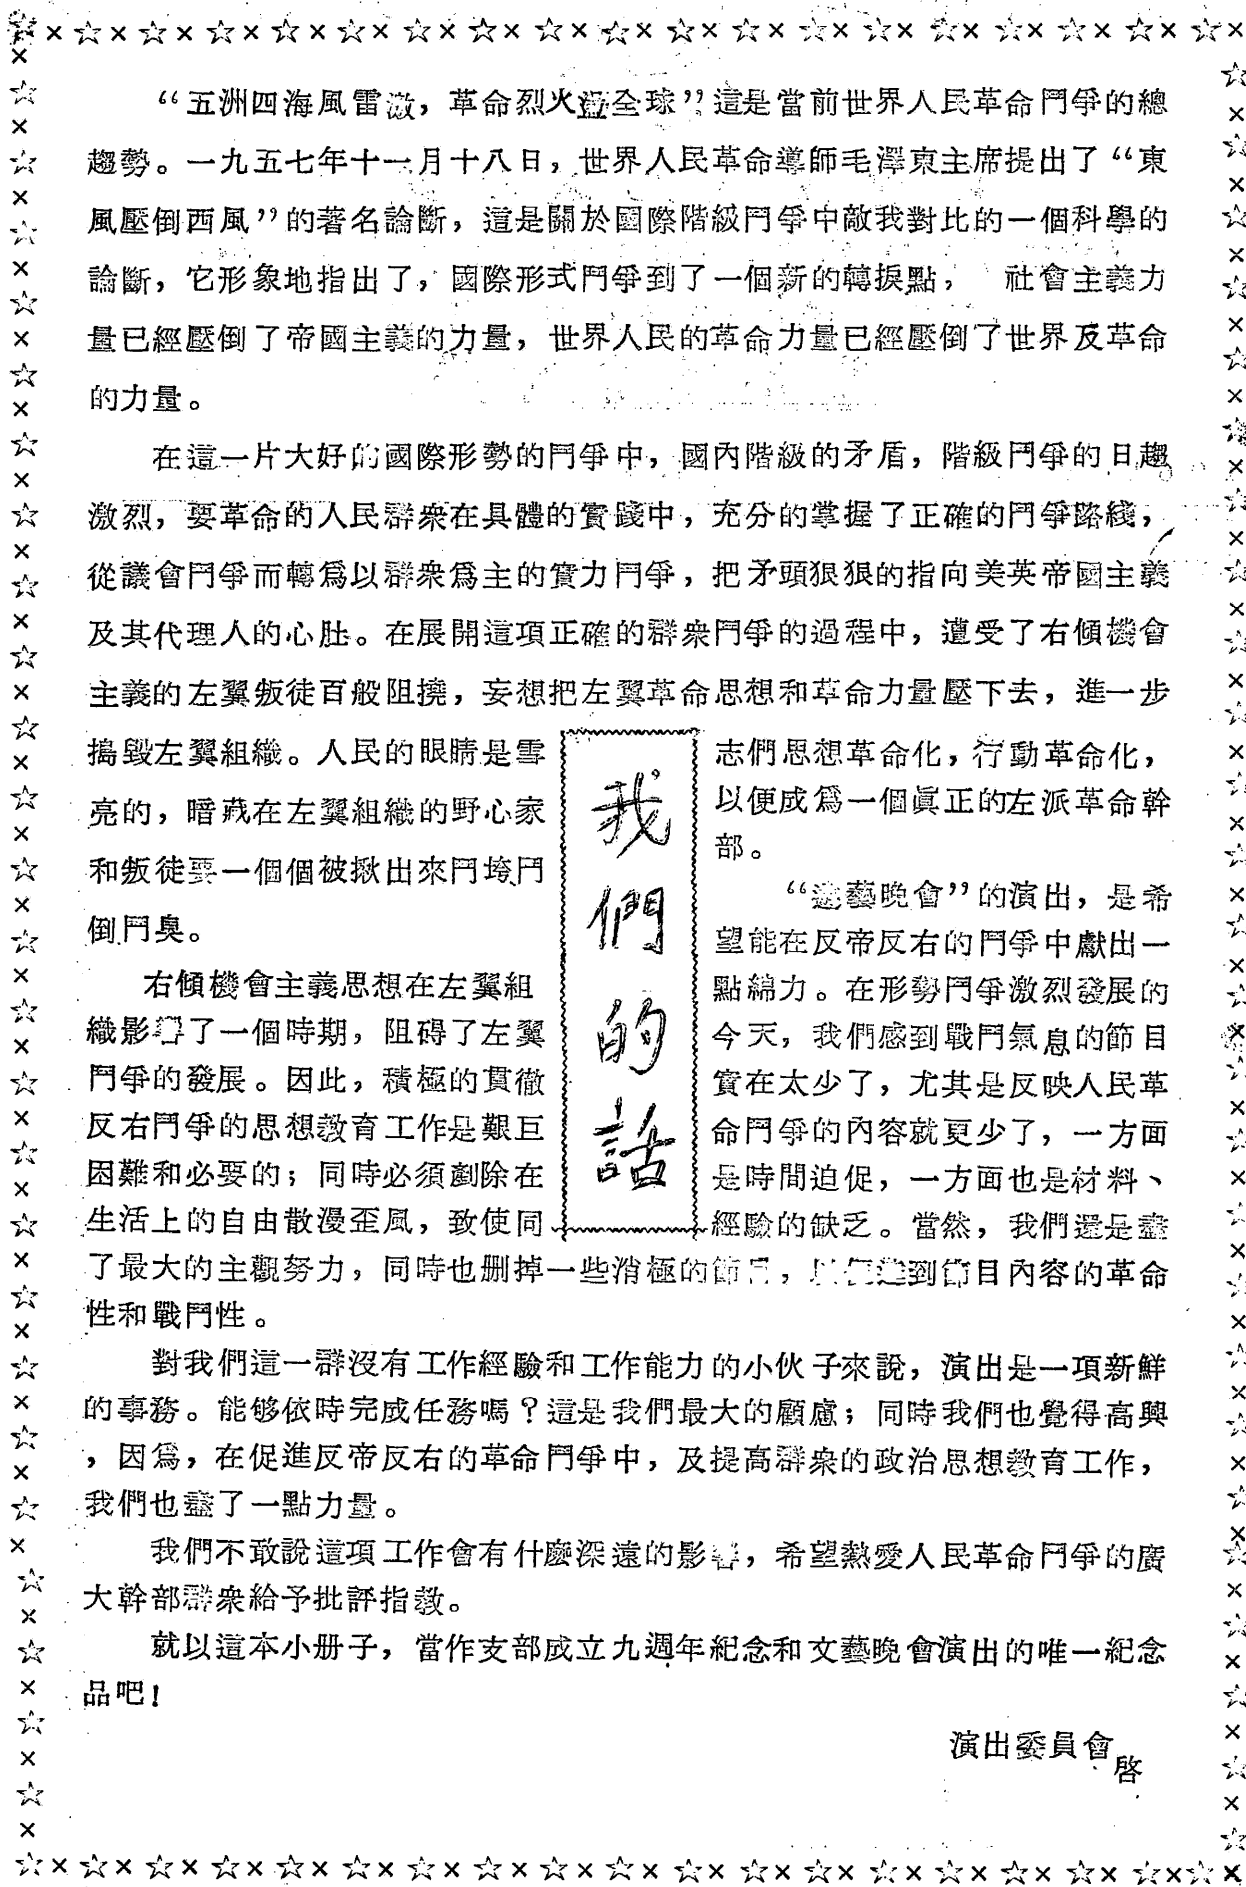 我們的話
“五洲四海風雷激，革命烈火遍全球”這是當前世界人民革命鬥爭的總
趨勢。一九五七年十一月十八日，世界人民革命導師毛澤東主席提出了“東
風壓倒西風”的著名論斷，這是關於國際階級鬥爭中敵我對比的一個科學的
論斷，它形象地指出了，國際形式鬥爭到了一個新的轉捩點，　社會主義力
量已經壓倒了帝國主義的力量，世界人民的革命力量已經壓倒了世界反革命
的力量。
在這一片大好的國際形勢的鬥爭中，國內階級的矛盾，階級鬥爭的日趨
激烈，要革命的人民群衆在具體的實踐中，充分的掌握了正確的鬥爭路綫，
從議會鬥爭而轉爲以群衆爲主的實力鬥爭，把矛頭狠狠的指向美英帝國主義
及其代理人的心肚。在展開這項正確的群衆鬥爭的過程中，遭受了右傾機會
主義的左翼叛徒百般阻撓，妄想把左翼革命思想和革命力量壓下去，進一步
搗毀左翼組織。人民的眼睛是雪
亮的，暗藏在左翼組織的野心家
和叛徒要一個個被揪出來鬥垮鬥
倒鬥臭。
右傾機會主義思想在左翼組
織影響了一個時期，阻碍了左翼
鬥爭的發展。因此，積極的貫徹
反右鬥爭的思想教育工作是艱巨
困難和必要的；同時必須剷除在
生活上的自由散漫歪風，致使同
志們思想革命化，行動革命化，
以便成爲一個眞正的左派革命幹
部。
“遊藝晚會”的演出，是希
望能在反帝反右的鬥爭中獻出一
點綿力。在形勢鬥爭激烈發展的
今天，我們感到戰鬥氣息的節目
實在太少了，尤其是反映人民革
命鬥爭的內容就更少了，一方面
是時間迫促，一方面也是材料、
經驗的缺乏。當然，我們還是盡
了最大的主觀努力，同時也删掉一些消極的節目，以便達到節目內容的革命
性和戰鬥性。
對我們這一群沒有工作經驗和工作能力的小伙子來說，演出是一項新鮮
的事務。能够依時完成任務嗎？這是我們最大的顧慮；同時我們也覺得高興
，因爲，在促進反帝反右的革命鬥爭中，及提高群衆的政治思想教育工作，
我們也盡了一點力量。
我們不敢說這項工作會有什麽深遠的影響，希望熱愛人民革命鬥爭的廣
大幹部群衆給予批評指敎。
就以這本小册子，當作支部成立九週年紀念和文藝晚會演出的唯一紀念
品吧！
演出委員會
啓